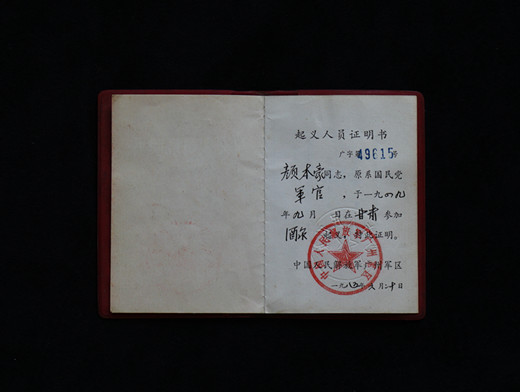 起义人员证明书
广字第49615号
颜木豪同志，原系国民党
军官，于一九四九
年九月 日在甘肃参加
酒泉起义，特此证明。
中国人民解放军广州军区
一九八五年 月二十日